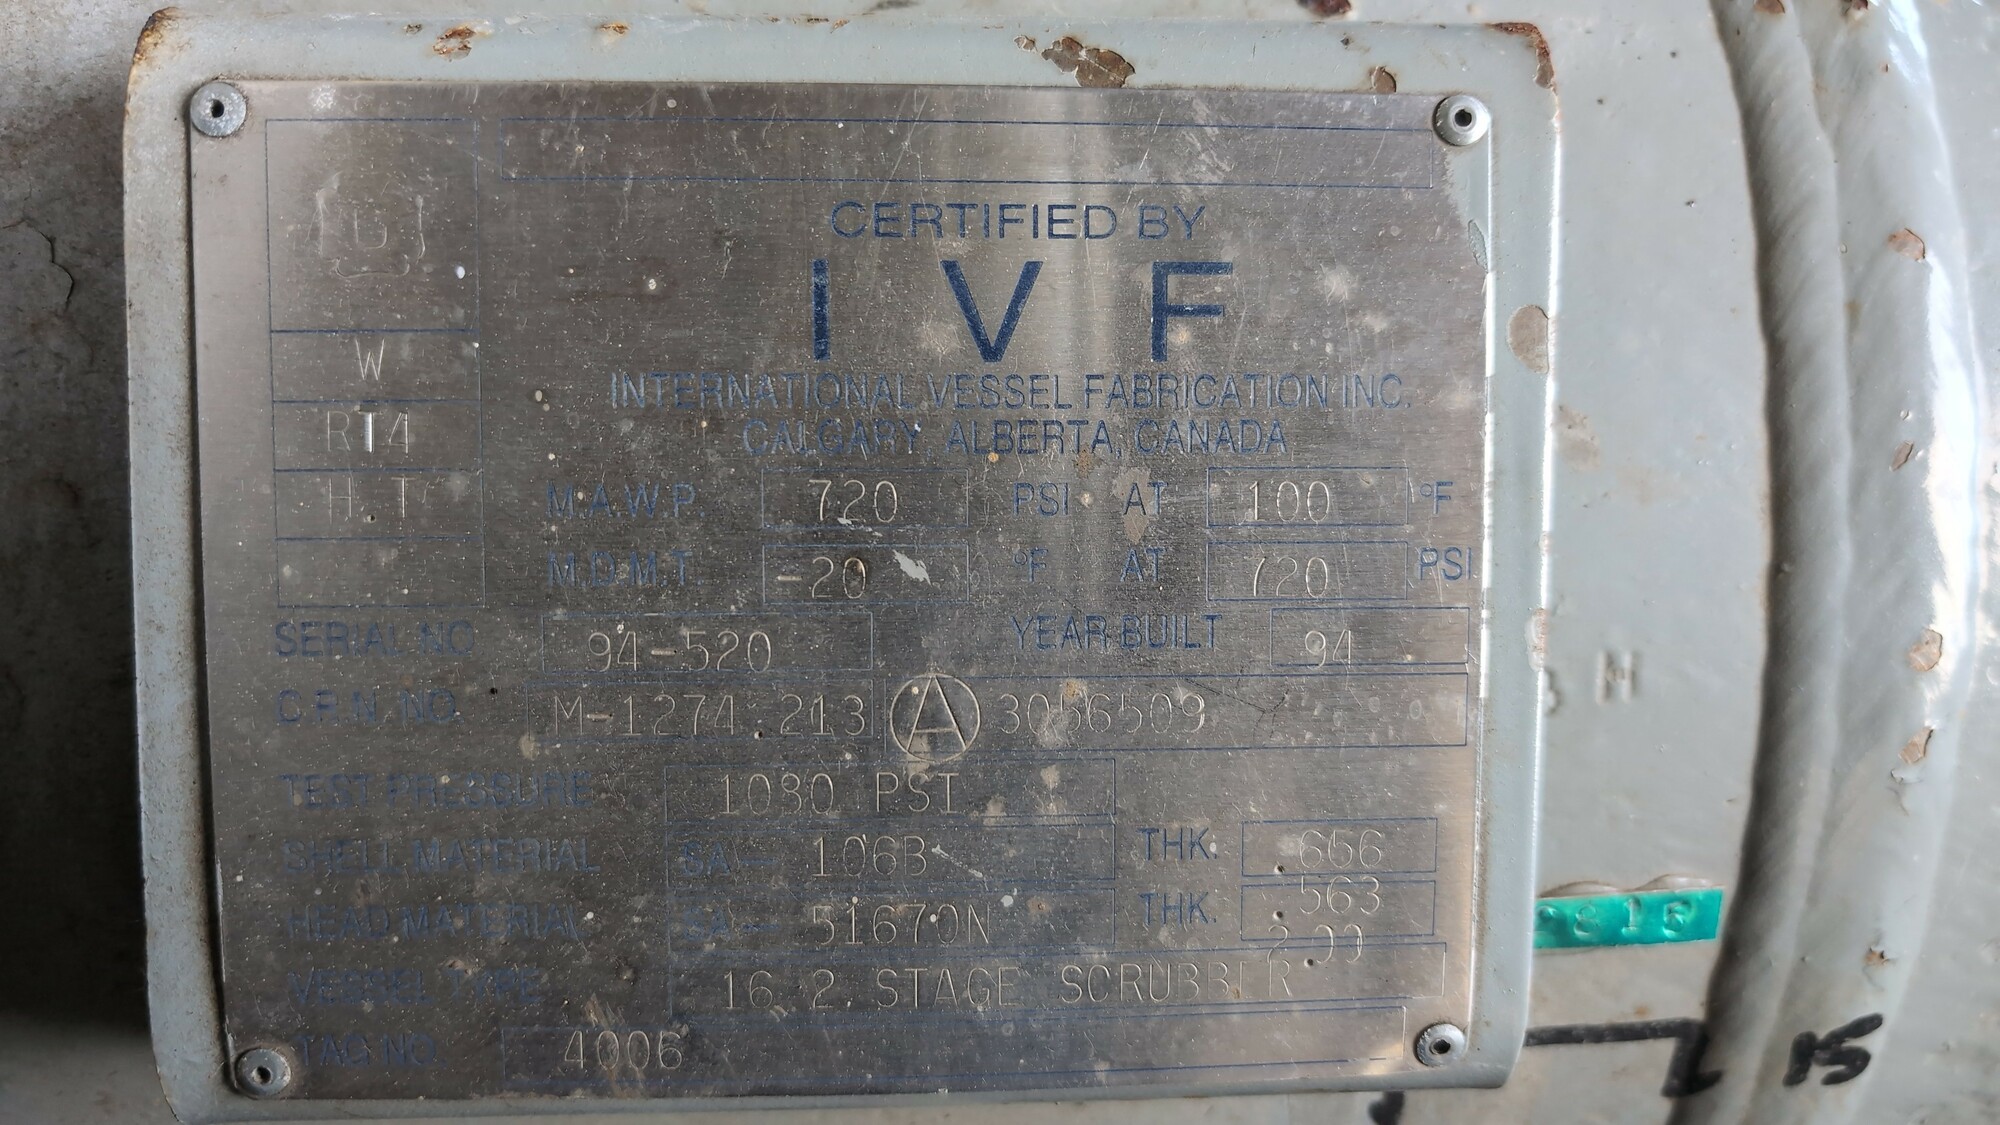 U
W
RT4
H.T
CERTIFIED BY
I V F
INTERNATIONAL VESSEL FABRICATION INC.
CALGARY, ALBERTA, CANADA
M.A.W.P. 720 PSI AT 100 °F
M.D.M.T. -20 °F AT 720 PSI
SERIAL NO 94-520 YEAR BUILT 94
C.R.N. NO. M-1274.213 A 3056509
TEST PRESSURE 1080 PSI
SHELL MATERIAL SA- 106B THK. .656
HEAD MATERIAL SA- 51670N THK. .563
2.00
VESSEL TYPE 16 2. STAGE SCRUBBER
TAG NO. 4006
H
15